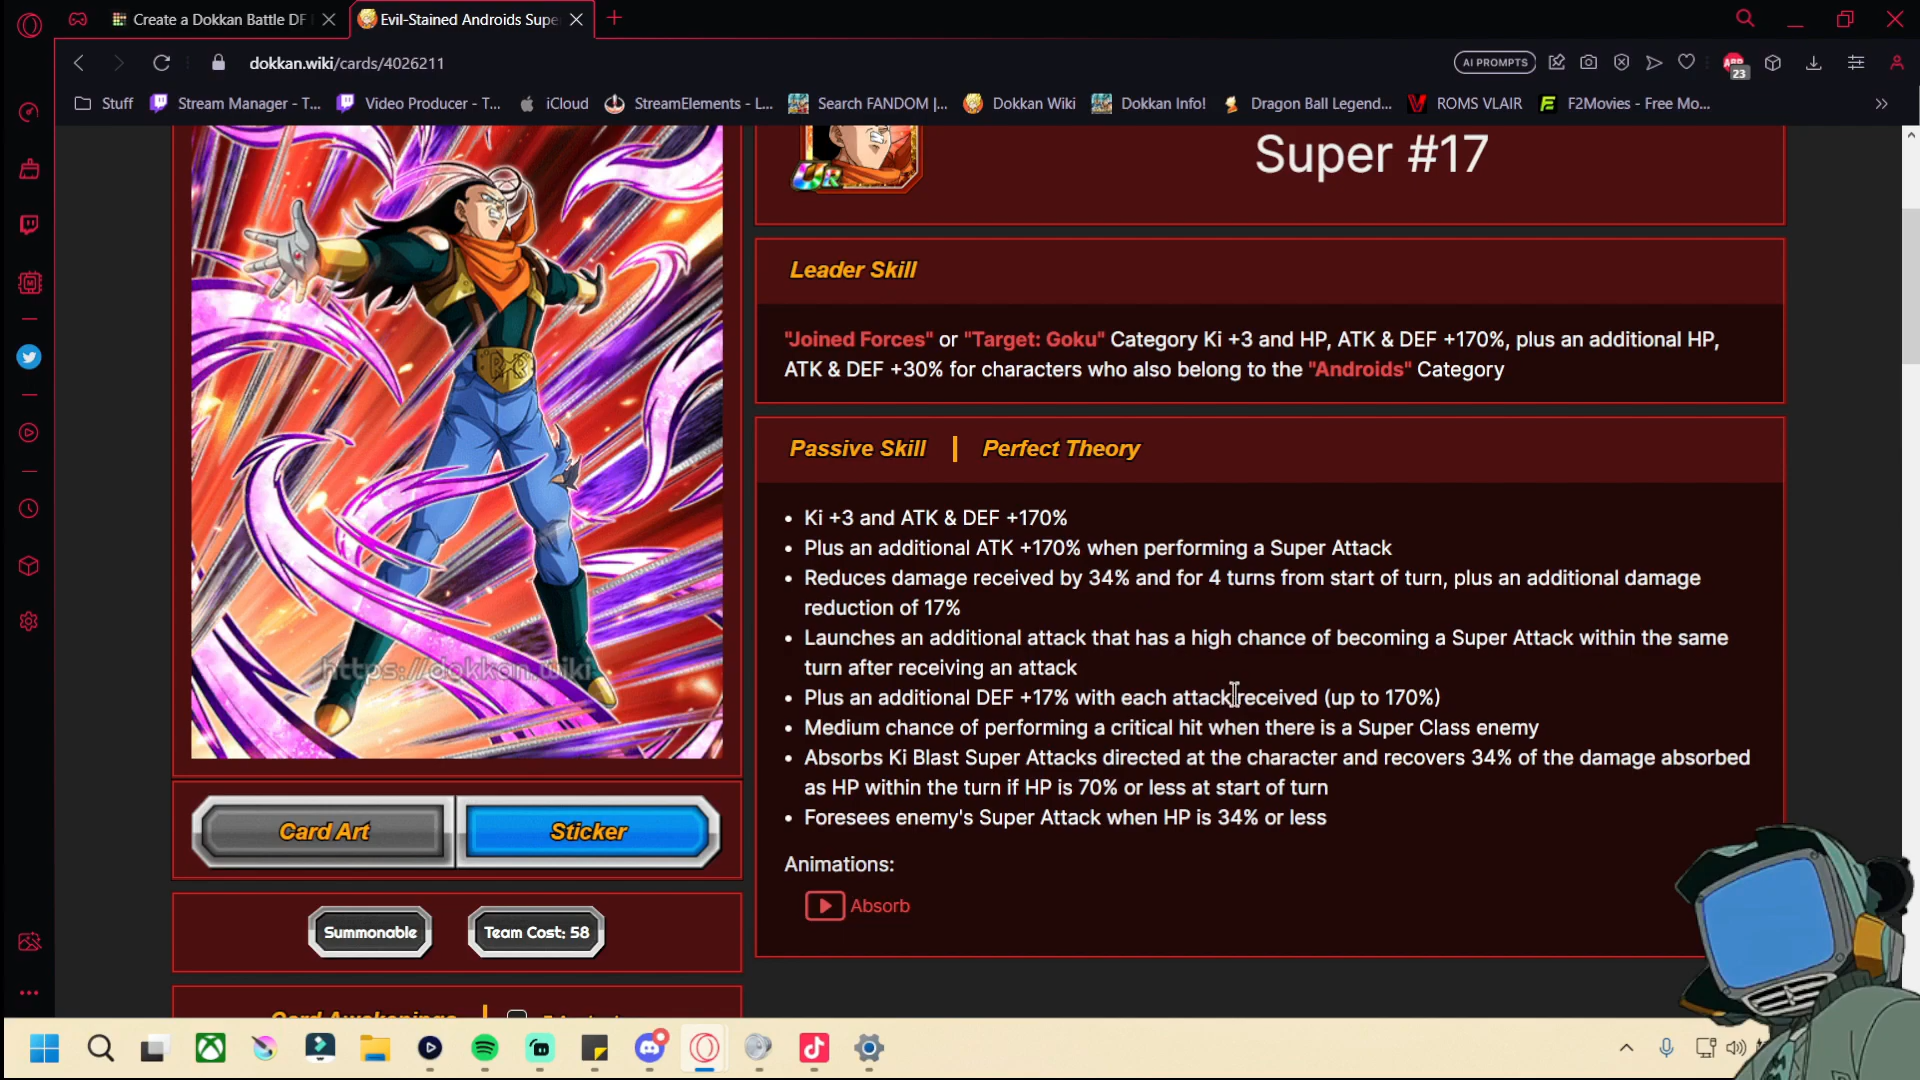 Create a Dokkan Battle DF
Evil-Stained Androids Supe
dokkan.wiki/cards/4026211
AI PROMPTS
23
Stuff
Stream Manager - T...
Video Producer - T...
iCloud
StreamElements - L...
Search FANDOM |...
Dokkan Wiki
Dokkan Info!
Dragon Ball Legend...
ROMS VLAIR
F2Movies - Free Mo...
UR
Super #17
Leader Skill
"Joined Forces" or "Target: Goku" Category Ki +3 and HP, ATK & DEF +170%, plus an additional HP,
ATK & DEF +30% for characters who also belong to the "Androids" Category
Passive Skill | Perfect Theory
• Ki +3 and ATK & DEF +170%
• Plus an additional ATK +170% when performing a Super Attack
• Reduces damage received by 34% and for 4 turns from start of turn, plus an additional damage
reduction of 17%
• Launches an additional attack that has a high chance of becoming a Super Attack within the same
turn after receiving an attack
• Plus an additional DEF +17% with each attack received (up to 170%)
• Medium chance of performing a critical hit when there is a Super Class enemy
• Absorbs Ki Blast Super Attacks directed at the character and recovers 34% of the damage absorbed
as HP within the turn if HP is 70% or less at start of turn
• Foresees enemy's Super Attack when HP is 34% or less
Animations:
Absorb
https://dokkan.wiki
Card Art
Sticker
Summonable
Team Cost: 58
Card Awakenings